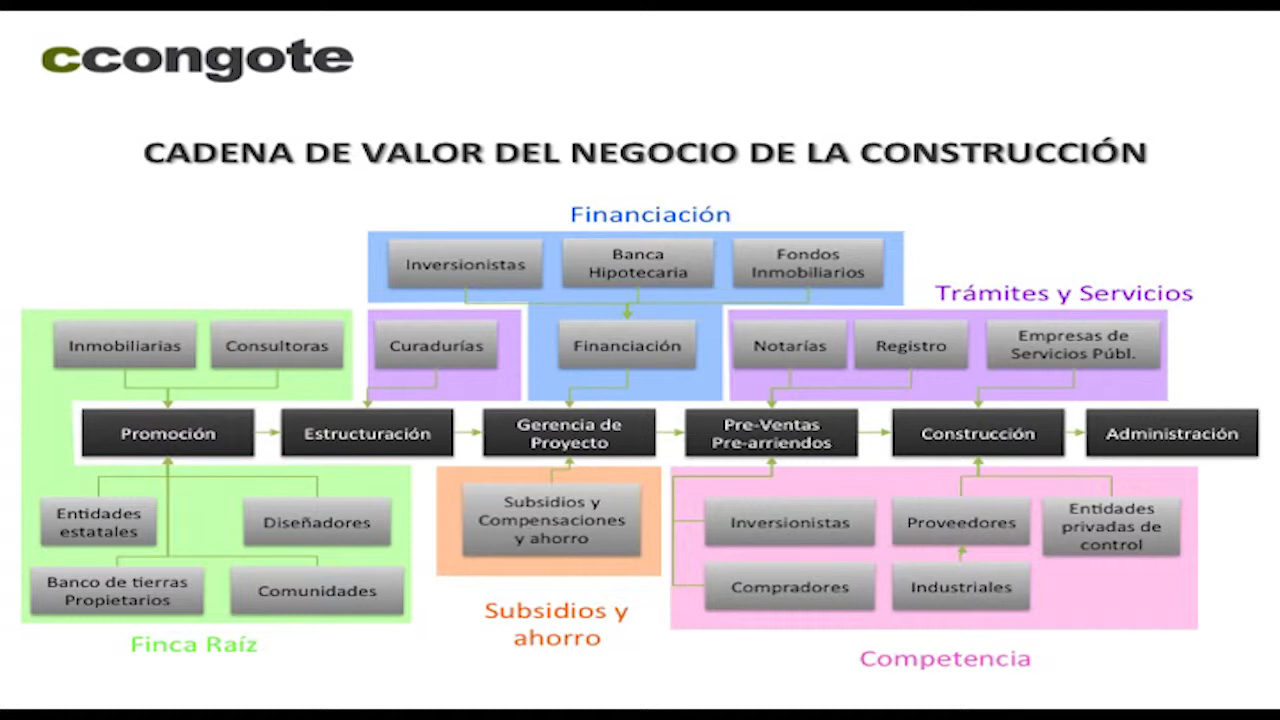 ccongote
CADENA DE VALOR DEL NEGOCIO DE LA CONSTRUCCIÓN
Financiación
Inversionistas
Banca
Hipotecaria
Fondos
Inmobiliarios
Trámites y Servicios
Inmobiliarias
Consultoras
Curadurías
Financiación
Notarías
Registro
Empresas de
Servicios Públ.
Promoción
Estructuración
Gerencia de
Proyecto
Pre-Ventas
Pre-arriendos
Construcción
Administración
Entidades
estatales
Diseñadores
Subsidios y
Compensaciones
y ahorro
Inversionistas
Proveedores
Entidades
privadas de
control
Banco de tierras
Propietarios
Comunidades
Compradores
Industriales
Finca Raíz
Subsidios y
ahorro
Competencia